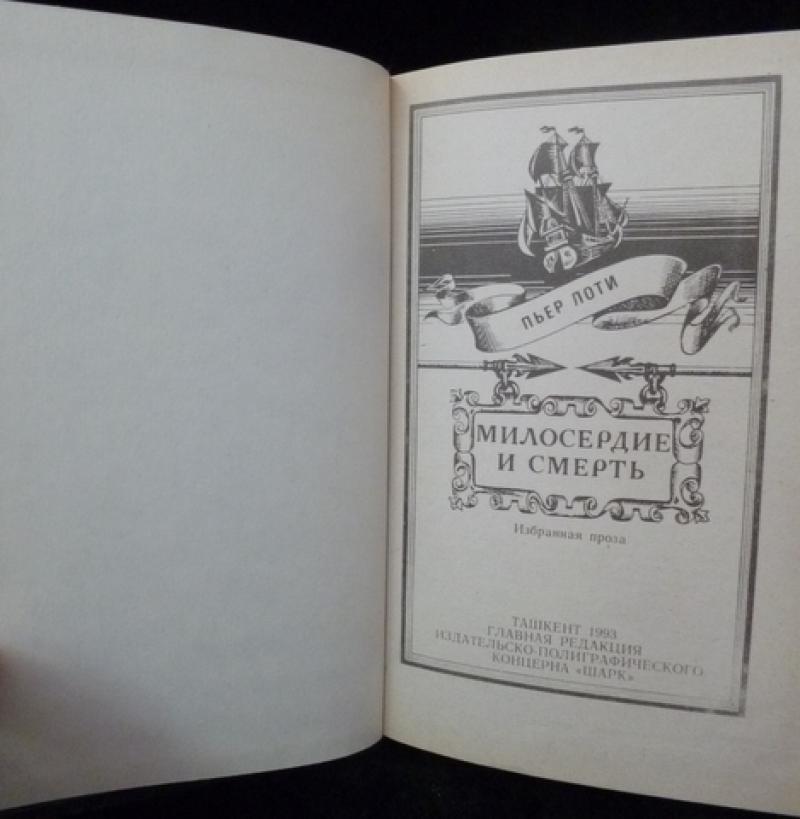 ПЬЕР ЛОТИ
МИЛОСЕРДИЕ
И СМЕРТЬ
Избранная проза
ТАШКЕНТ 1993
ГЛАВНАЯ РЕДАКЦИЯ
ИЗДАТЕЛЬСКО-ПОЛИГРАФИЧЕСКОГО
КОНЦЕРНА «ШАРК»